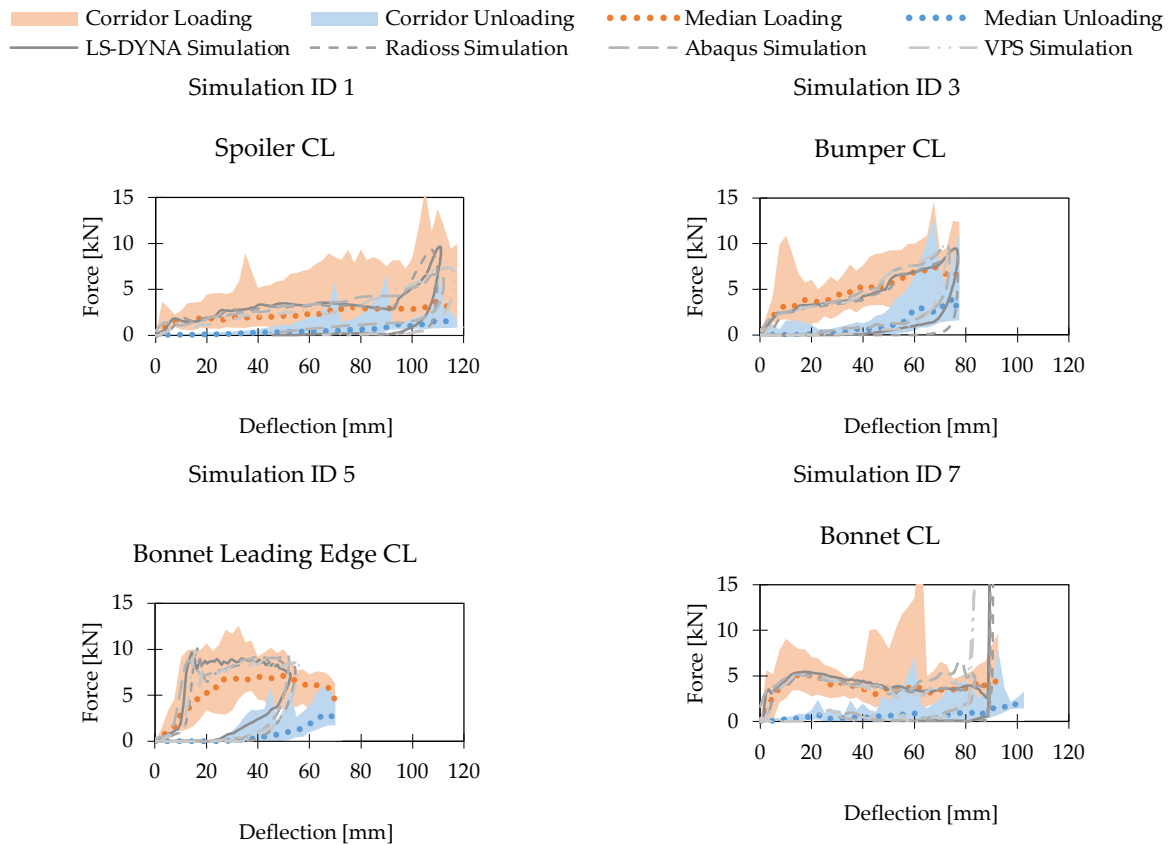 Corridor Loading Corridor Unloading Median Loading Median Unloading
LS-DYNA Simulation Radioss Simulation Abaqus Simulation VPS Simulation
Simulation ID 1 Simulation ID 3
Spoiler CL Bumper CL
Force [kN]
15
10
5
0
0 20 40 60 80 100 120
Deflection [mm]
Force [kN]
15
10
5
0
0 20 40 60 80 100 120
Deflection [mm]
Simulation ID 5 Simulation ID 7
Bonnet Leading Edge CL Bonnet CL
Force [kN]
15
10
5
0
0 20 40 60 80 100 120
Deflection [mm]
Force [kN]
15
10
5
0
0 20 40 60 80 100 120
Deflection [mm]